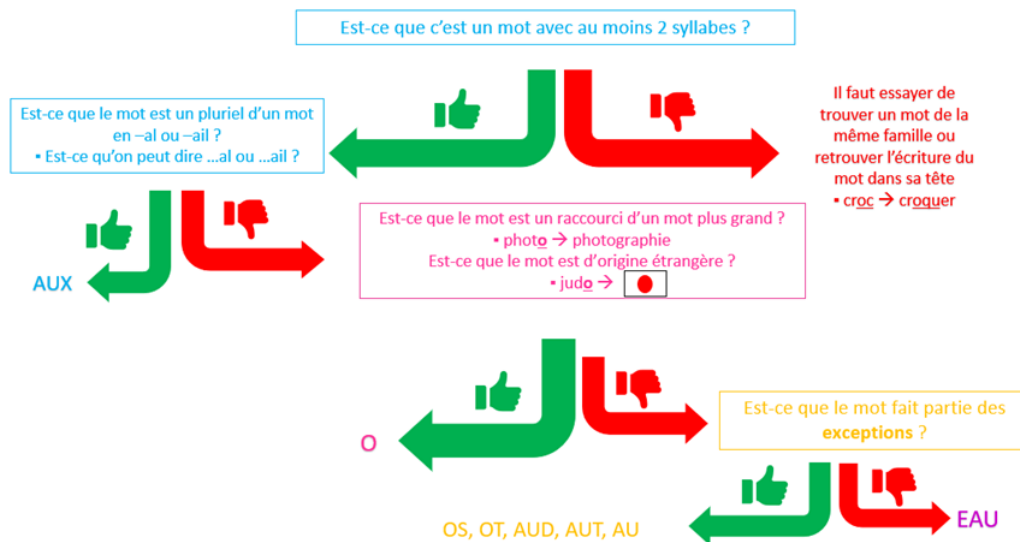 Est-ce que c'est un mot avec au moins 2 syllabes ?
Est-ce que le mot est un pluriel d'un mot
en –al ou –ail ?
▪ Est-ce qu'on peut dire …al ou …ail ?
Il faut essayer de
trouver un mot de la
même famille ou
retrouver l'écriture du
mot dans sa tête
▪ croc → croquer
AUX
Est-ce que le mot est un raccourci d'un mot plus grand ?
▪ photo → photographie
Est-ce que le mot est d'origine étrangère ?
▪ judo →
O
Est-ce que le mot fait partie des
exceptions ?
OS, OT, AUD, AUT, AU
EAU